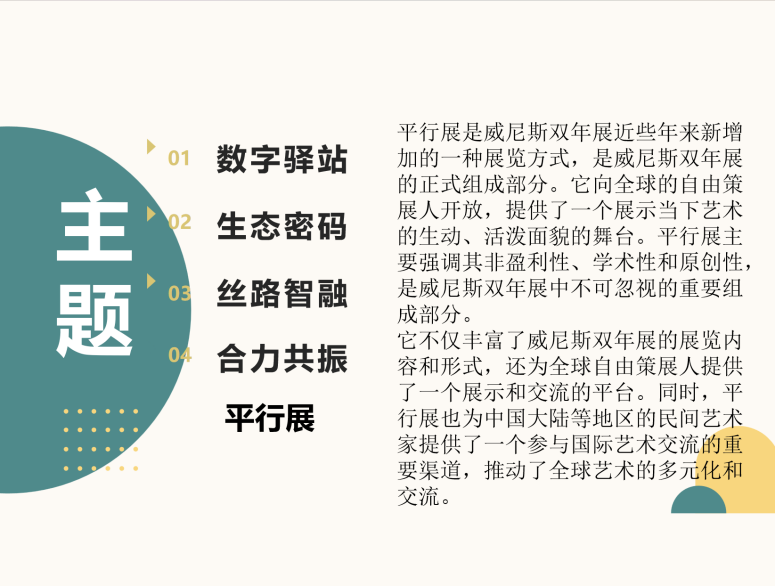 主
题
01 数字驿站
02 生态密码
03 丝路智融
04 合力共振
平行展
平行展是威尼斯双年展近些年来新增
加的一种展览方式，是威尼斯双年展
的正式组成部分。它向全球的自由策
展人开放，提供了一个展示当下艺术
的生动、活泼面貌的舞台。平行展主
要强调其非盈利性、学术性和原创性，
是威尼斯双年展中不可忽视的重要组
成部分。
它不仅丰富了威尼斯双年展的展览内
容和形式，还为全球自由策展人提供
了一个展示和交流的平台。同时，平
行展也为中国大陆等地区的民间艺术
家提供了一个参与国际艺术交流的重
要渠道，推动了全球艺术的多元化和
交流。